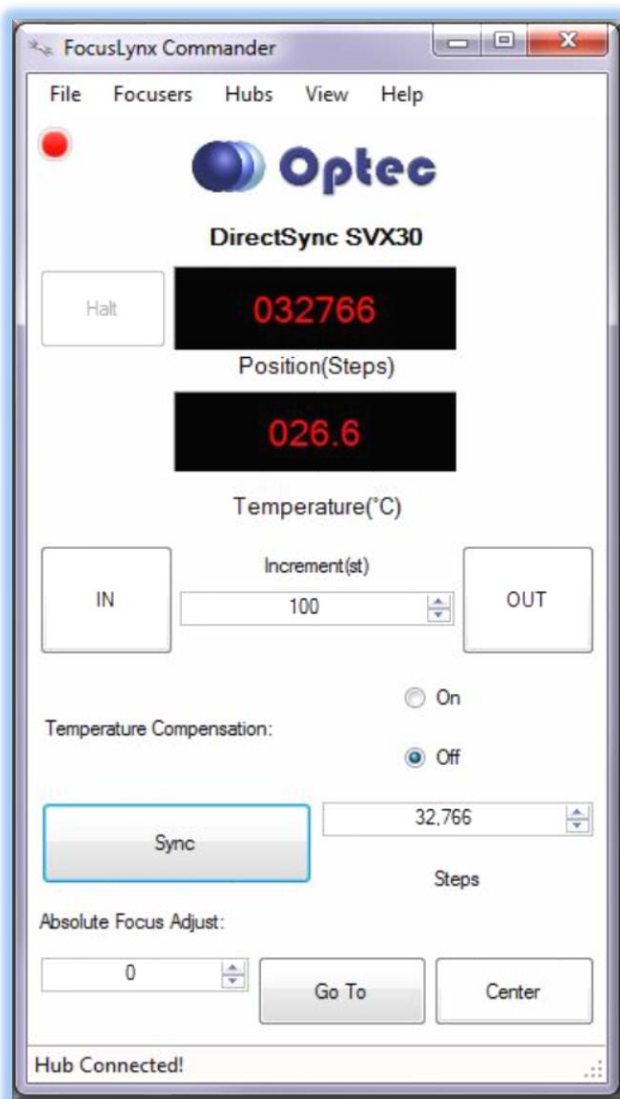 FocusLynx Commander
File Focusers Hubs View Help
Optec
DirectSync SVX30
Halt
032766
Position(Steps)
026.6
Temperature(°C)
IN
Increment(st)
100
OUT
On
Temperature Compensation:
Off
Sync
32,766
Steps
Absolute Focus Adjust:
0
Go To
Center
Hub Connected!